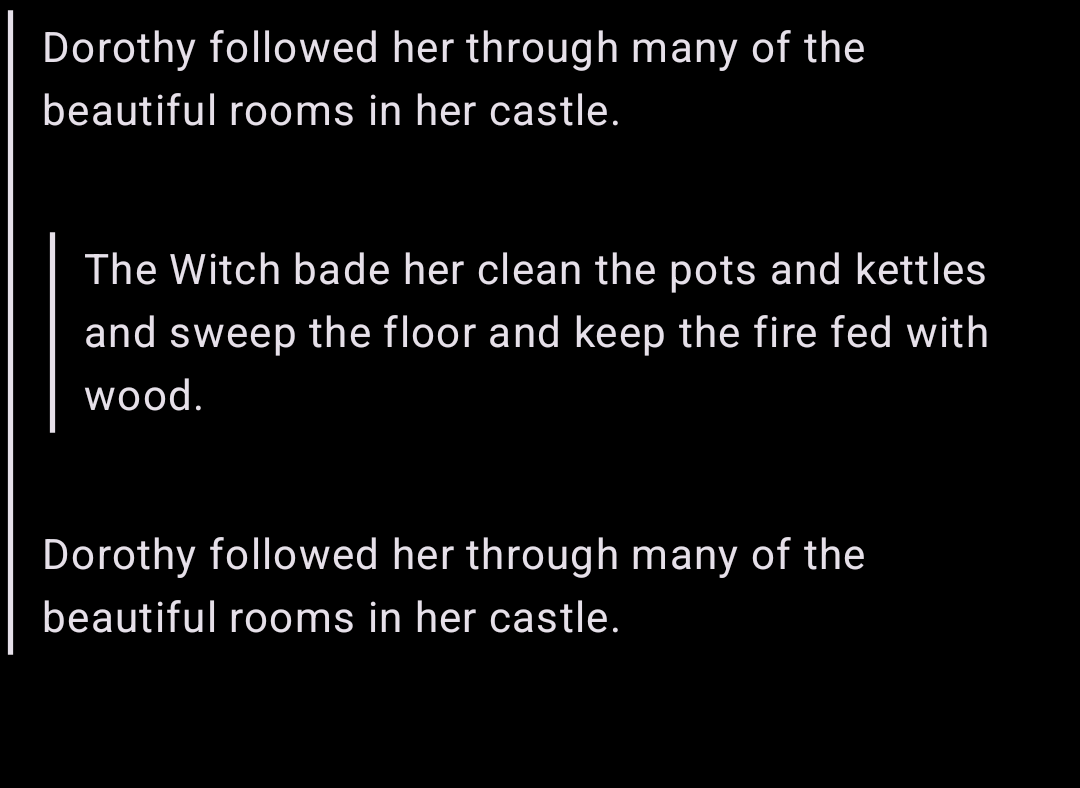 Dorothy followed her through many of the
beautiful rooms in her castle.
The Witch bade her clean the pots and kettles
and sweep the floor and keep the fire fed with
wood.
Dorothy followed her through many of the
beautiful rooms in her castle.